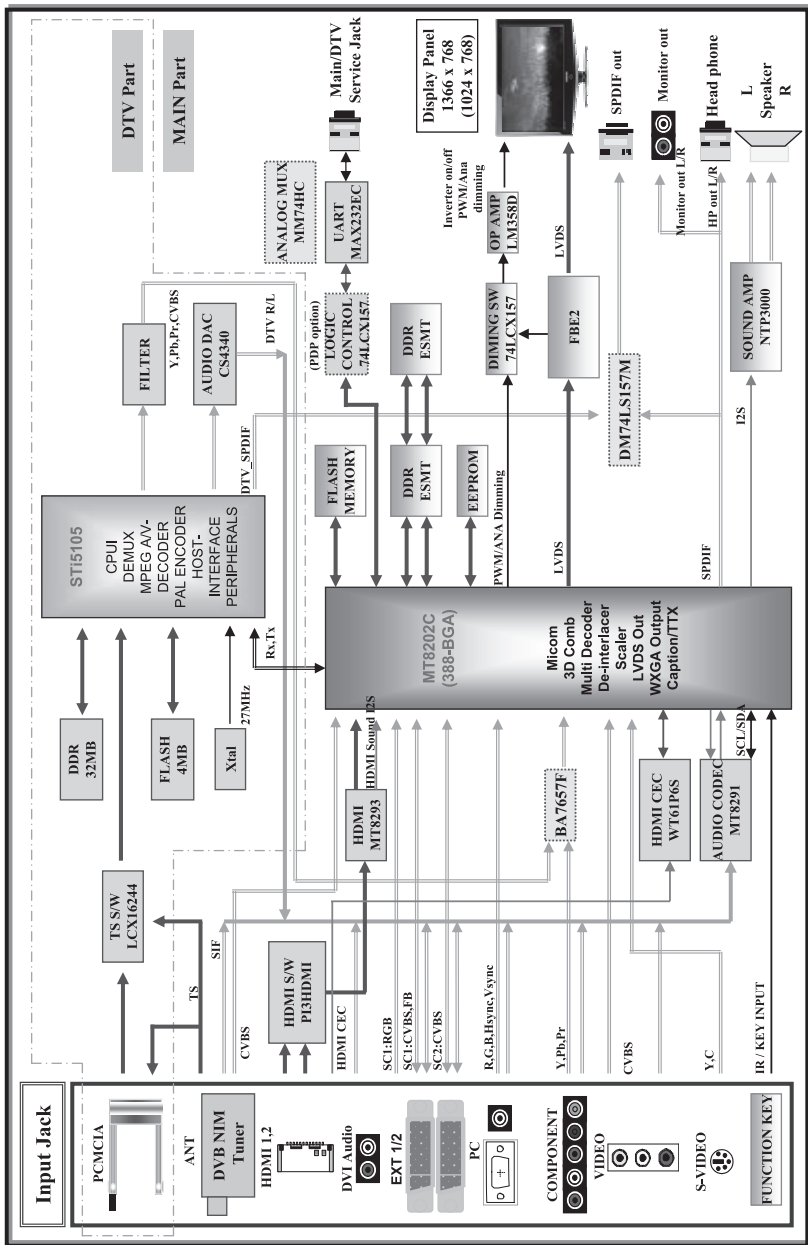 Input Jack
DTV Part
MAIN Part
PCMCIA
ANT
DVB NIM
Tuner
HDMI 1,2
DVI Audio
EXT 1/2
PC
COMPONENT
VIDEO
S-VIDEO
FUNCTION KEY
TS
SIF
CVBS
HDMI CEC
SC1:RGB
SC1:CVBS,FB
SC2:CVBS
R,G,B,Hsync,Vsync
Y,Pb,Pr
CVBS
Y,C
IR / KEY INPUT
TS S/W
LCX16244
HDMI S/W
PI3HDMI
DDR
32MB
FLASH
4MB
Xtal
27MHz
HDMI
MT8293
HDMI Sound I2S
BA7657F
HDMI CEC
WT61P6S
AUDIO CODEC
MT8291
SCL/SDA
STi5105
CPUI
DEMUX
MPEG A/V-
DECODER
PAL ENCODER
HOST-
INTERFACE
PERIPHERALS
Rx,Tx
MT8202C
(388-BGA)
Micom
3D Comb
Multi Decoder
De-interlacer
Scaler
LVDS Out
WXGA Output
Caption/TTX
FILTER
Y,Pb,Pr,CVBS
AUDIO DAC
CS4340
DTV R/L
DTV_SPDIF
FLASH
MEMORY
(PDP option)
LOGIC
CONTROL
74LCX157
ANALOG MUX
MM74HC
UART
MAX232EC
Main/DTV
Service Jack
DDR
ESMT
DDR
ESMT
EEPROM
PWM/ANA Dimming
DIMING SW
74LCX157
OP AMP
LM358D
Inverter on/off
PWM/Ana
dimming
Display Panel
1366 x 768
(1024 x 768)
LVDS
FBE2
LVDS
DM74LS157M
SPDIF
SPDIF out
Monitor out
Monitor out L/R
Head phone
HP out L/R
I2S
SOUND AMP
NTP3000
L
Speaker
R